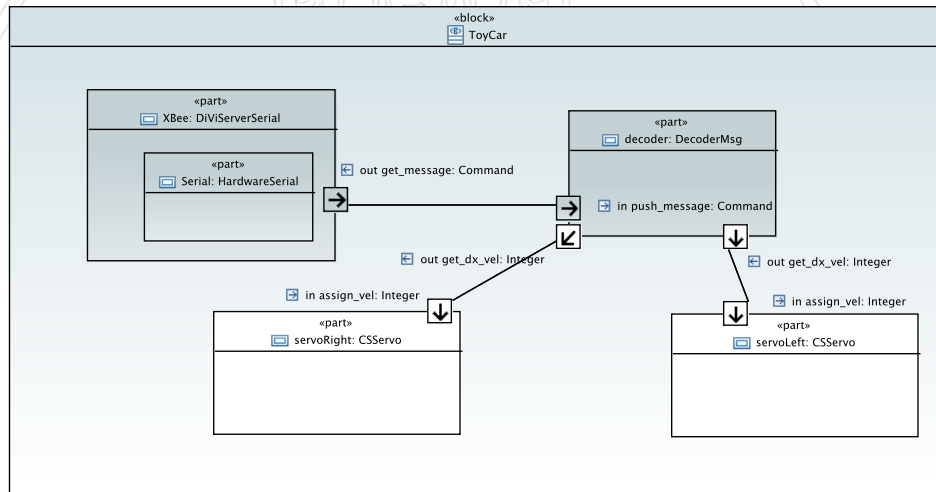 «block»
ToyCar
«part»
XBee: DiViServerSerial
«part»
Serial: HardwareSerial
out get_message: Command
«part»
decoder: DecoderMsg
in push_message: Command
out get_dx_vel: Integer
out get_dx_vel: Integer
in assign_vel: Integer
in assign_vel: Integer
«part»
servoRight: CSServo
«part»
servoLeft: CSServo